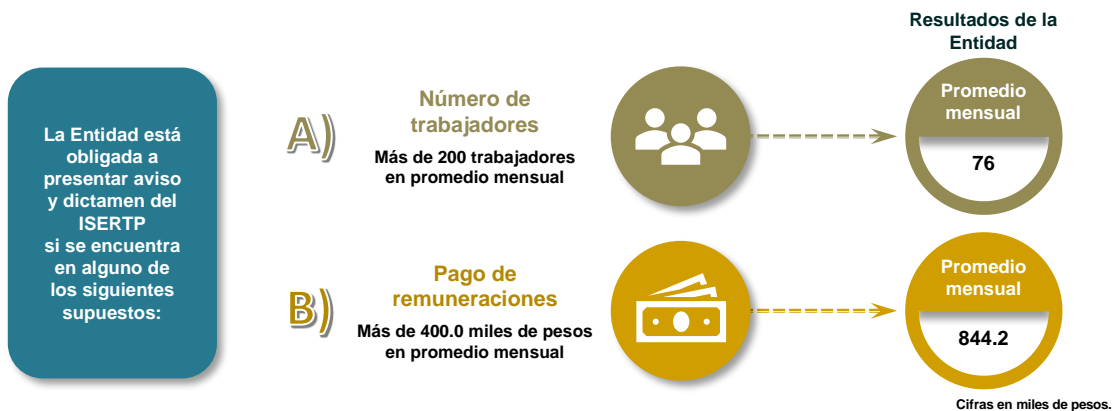 La Entidad está
obligada a
presentar aviso
y dictamen del
ISERTP
si se encuentra
en alguno de
los siguientes
supuestos:
A)
Número de
trabajadores
Más de 200 trabajadores
en promedio mensual
Resultados de la
Entidad
Promedio
mensual
76
B)
Pago de
remuneraciones
Más de 400.0 miles de pesos
en promedio mensual
Promedio
mensual
844.2
Cifras en miles de pesos.